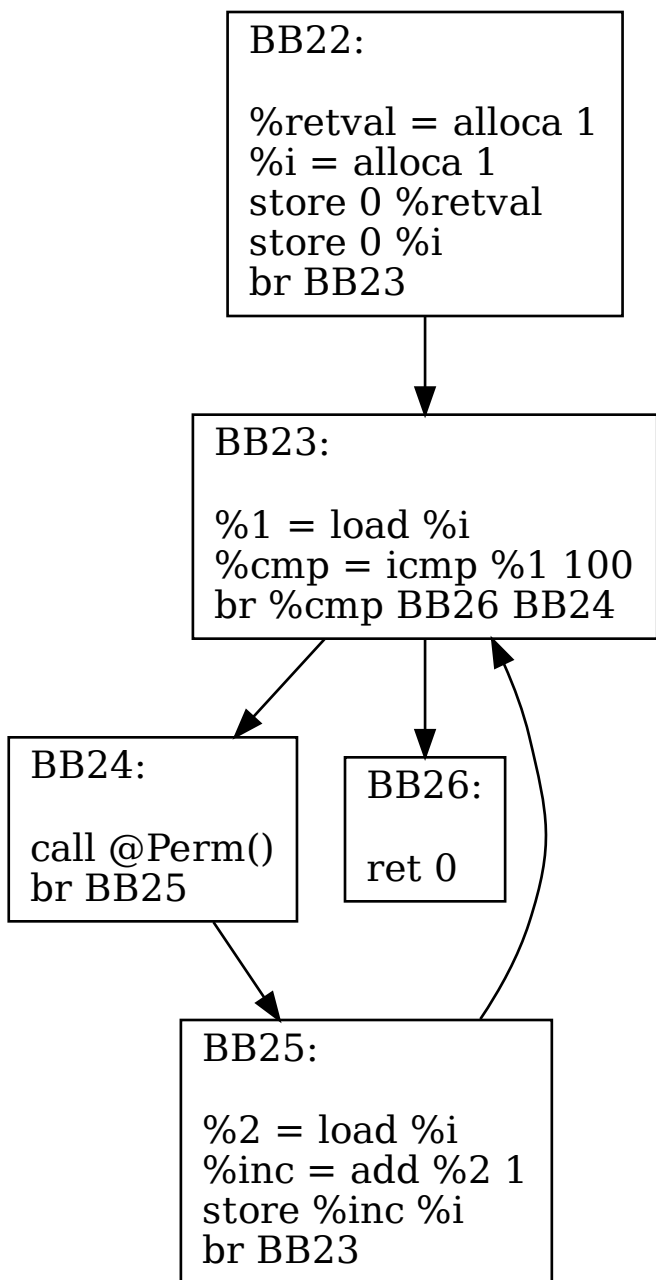 BB22:
%retval = alloca 1
%i = alloca 1
store 0 %retval
store 0 %i
br BB23
BB23:
%1 = load %i
%cmp = icmp %1 100
br %cmp BB26 BB24
BB24:
call @Perm()
br BB25
BB26:
ret 0
BB25:
%2 = load %i
%inc = add %2 1
store %inc %i
br BB23